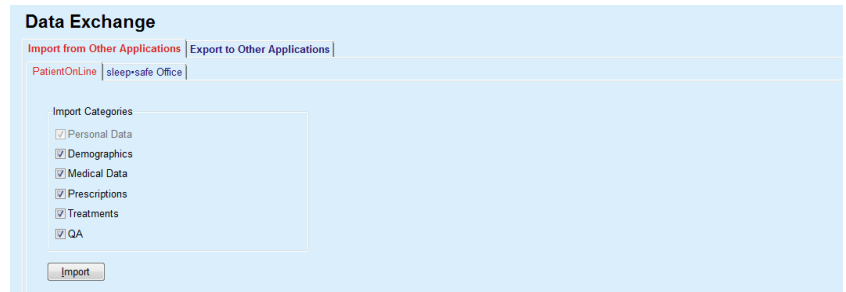 Data Exchange
Import from Other Applications Export to Other Applications
PatientOnLine sleep•safe Office
Import Categories
Personal Data
Demographics
Medical Data
Prescriptions
Treatments
QA
Import